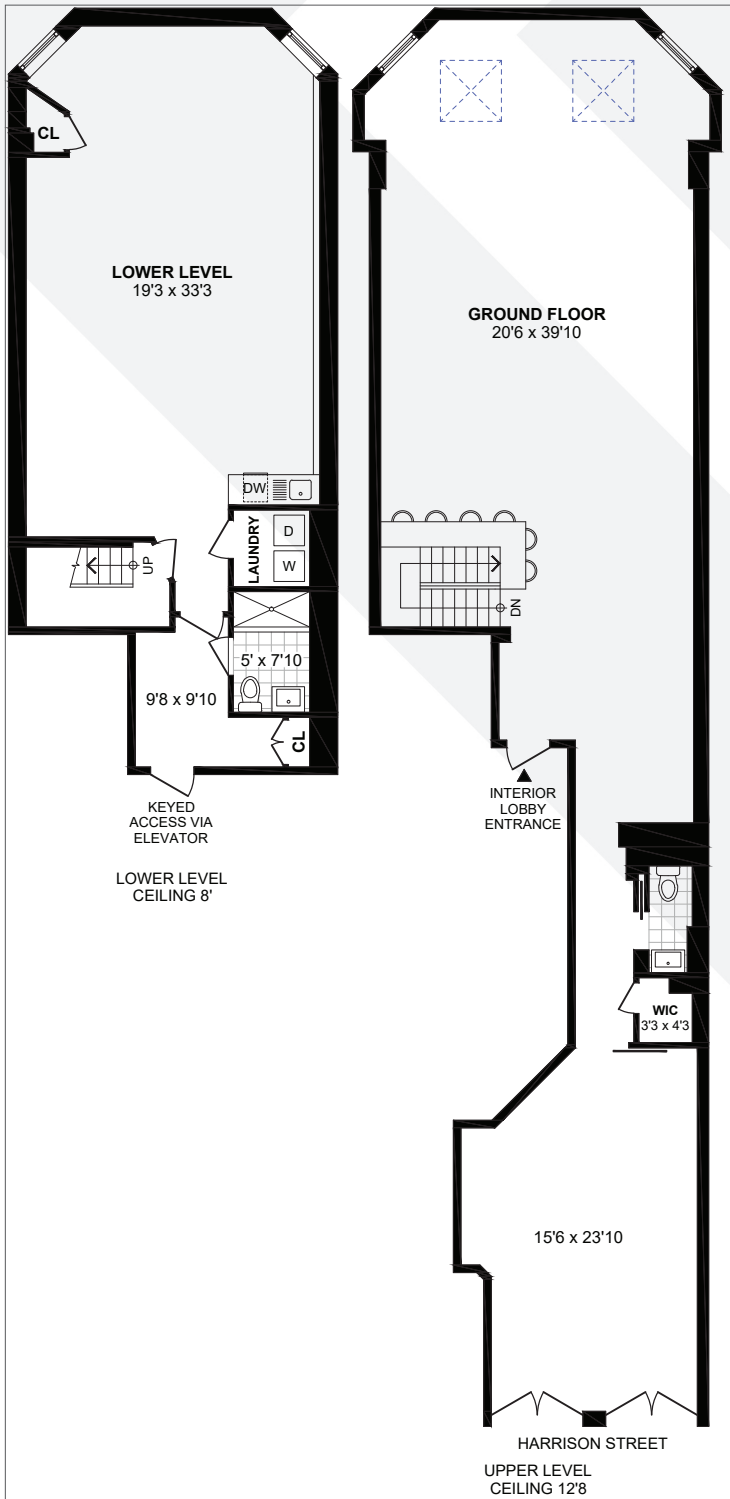 CL
LOWER LEVEL
19'3 x 33'3
DW
LAUNDRY
D
W
UP
5' x 7'10
9'8 x 9'10
CL
KEYED
ACCESS VIA
ELEVATOR
LOWER LEVEL
CEILING 8'
GROUND FLOOR
20'6 x 39'10
DN
INTERIOR
LOBBY
ENTRANCE
WIC
3'3 x 4'3
15'6 x 23'10
HARRISON STREET
UPPER LEVEL
CEILING 12'8